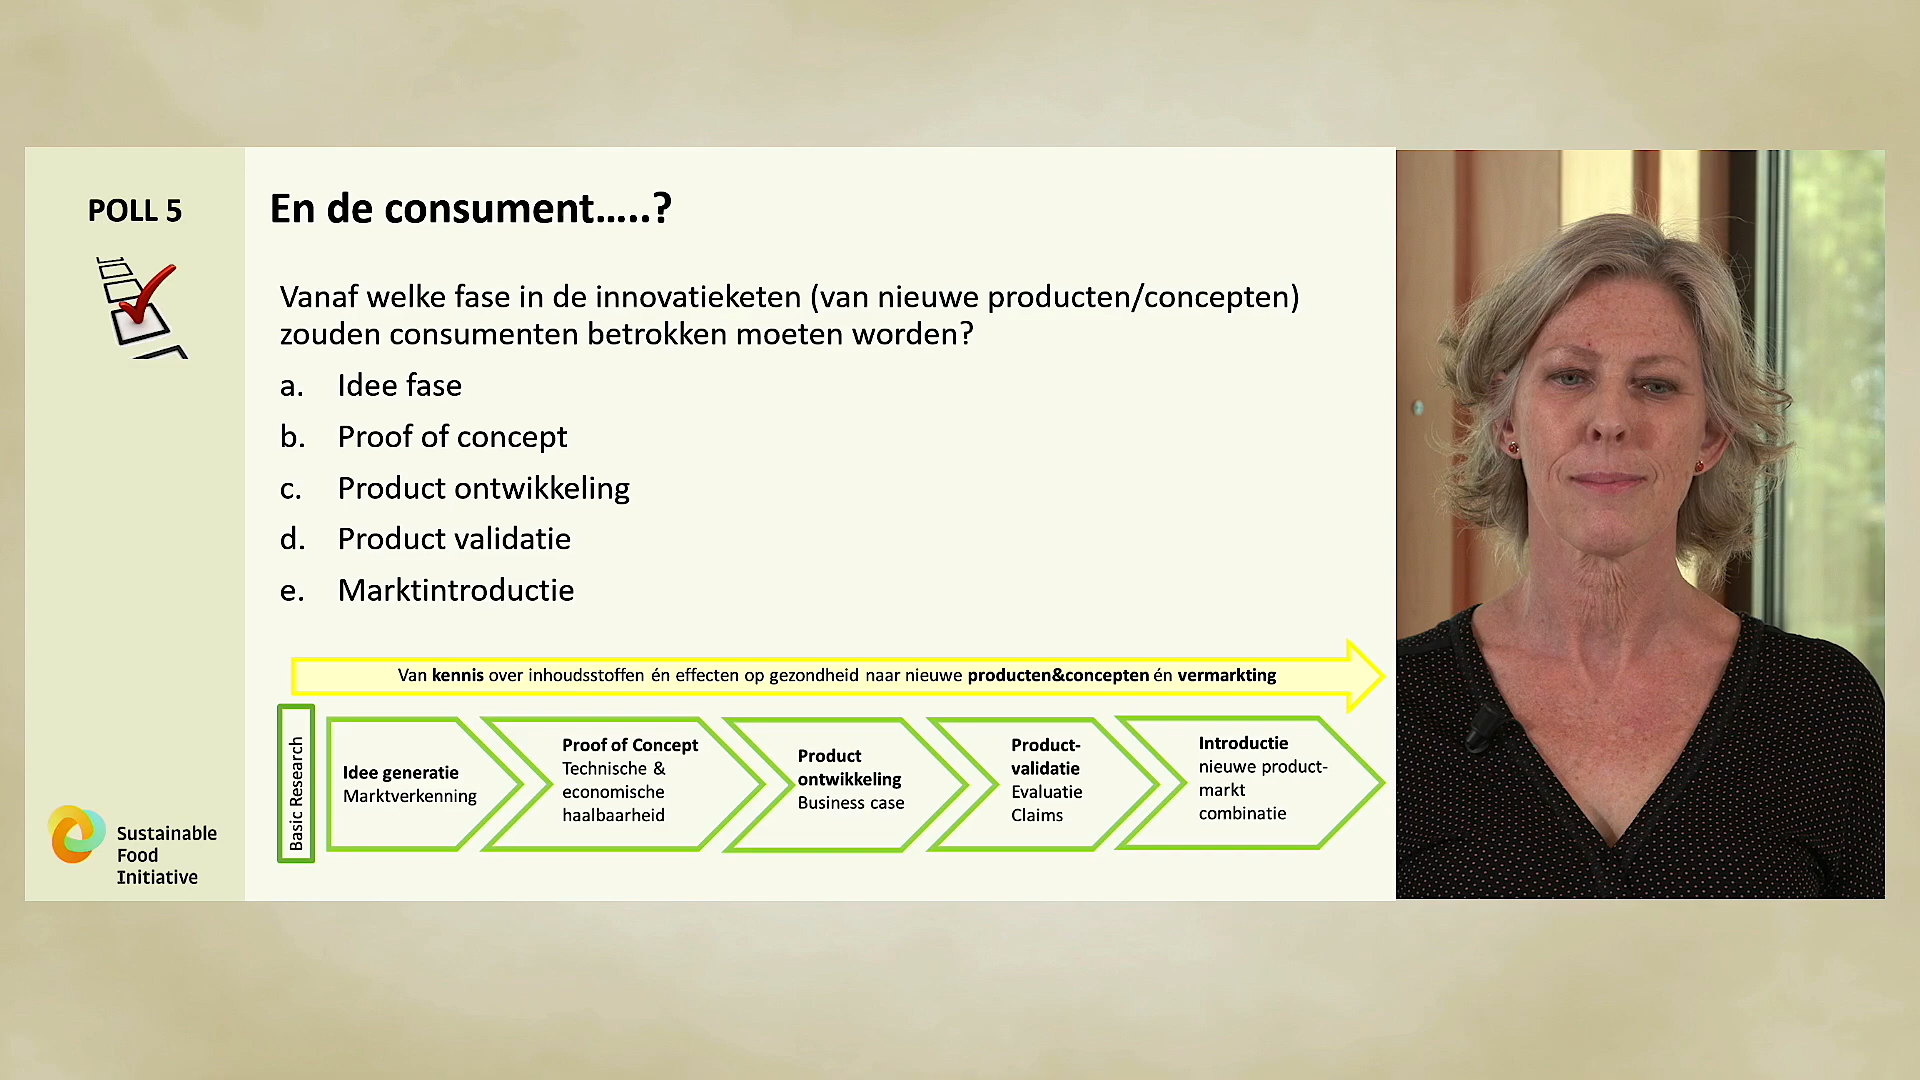 POLL 5
En de consument.....?
Vanaf welke fase in de innovatieketen (van nieuwe producten/concepten)
zouden consumenten betrokken moeten worden?
a. Idee fase
b. Proof of concept
c. Product ontwikkeling
d. Product validatie
e. Marktintroductie
Van kennis over inhoudsstoffen én effecten op gezondheid naar nieuwe producten&concepten én vermarkting
Basic Research
Idee generatie
Marktverkenning
Proof of Concept
Technische &
economische
haalbaarheid
Product
ontwikkeling
Business case
Product-
validatie
Evaluatie
Claims
Introductie
nieuwe product-
markt
combinatie
Sustainable
Food
Initiative